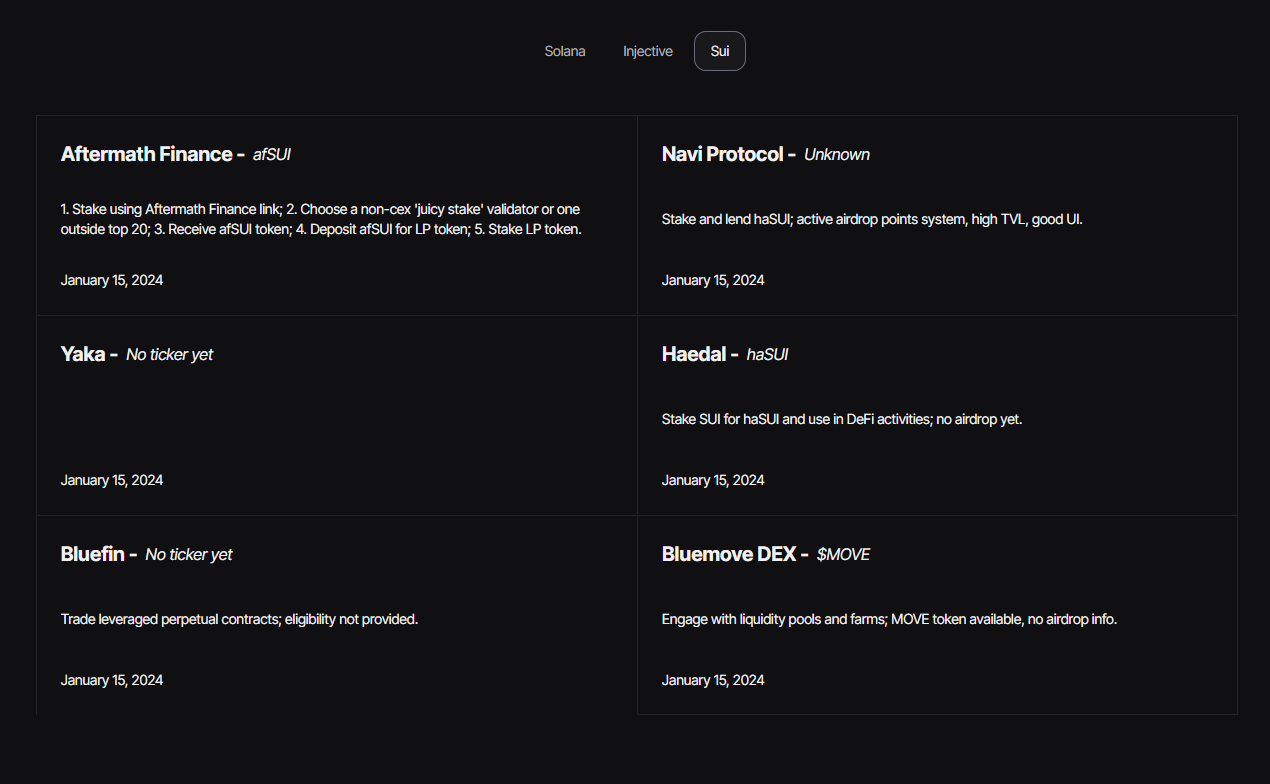 Solana
Injective
Sui
Aftermath Finance - afSUI
1. Stake using Aftermath Finance link; 2. Choose a non-cex 'juicy stake' validator or one
outside top 20; 3. Receive afSUI token; 4. Deposit afSUI for LP token; 5. Stake LP token.
January 15, 2024
Navi Protocol - Unknown
Stake and lend haSUI; active airdrop points system, high TVL, good UI.
January 15, 2024
Yaka - No ticker yet
January 15, 2024
Haedal - haSUI
Stake SUI for haSUI and use in DeFi activities; no airdrop yet.
January 15, 2024
Bluefin - No ticker yet
Trade leveraged perpetual contracts; eligibility not provided.
January 15, 2024
Bluemove DEX - $MOVE
Engage with liquidity pools and farms; MOVE token available, no airdrop info.
January 15, 2024